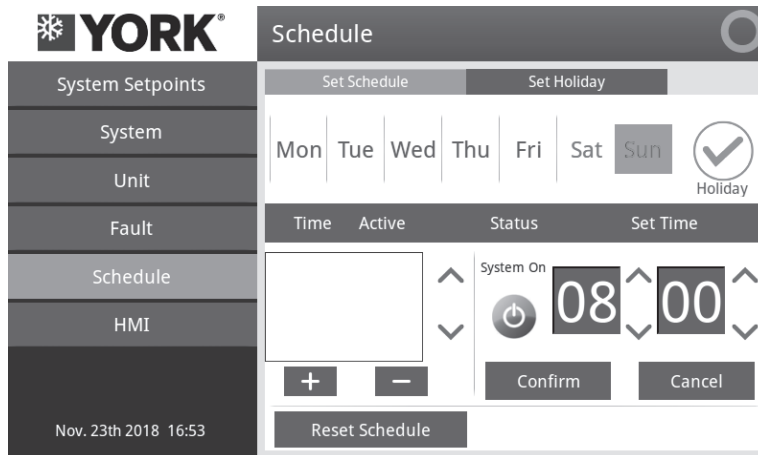 YORK®
Schedule
System Setpoints
System
Unit
Fault
Schedule
HMI
Nov. 23th 2018 16:53
Set Schedule Set Holiday
Mon Tue Wed Thu Fri Sat Sun
Holiday
Time Active Status Set Time
System On
08 00
+ −
Confirm Cancel
Reset Schedule